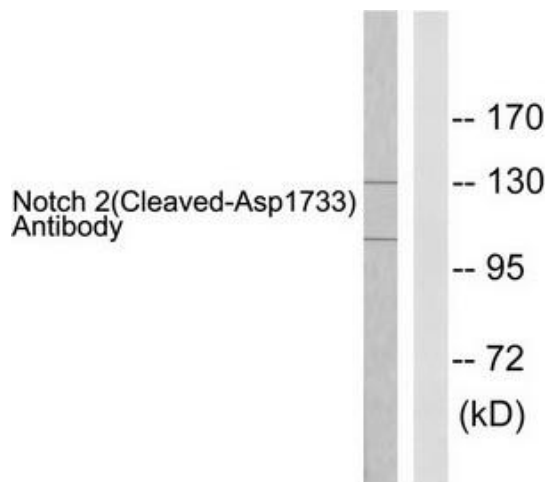 Notch 2(Cleaved-Asp1733)
Antibody
-- 170
-- 130
-- 95
-- 72
(kD)